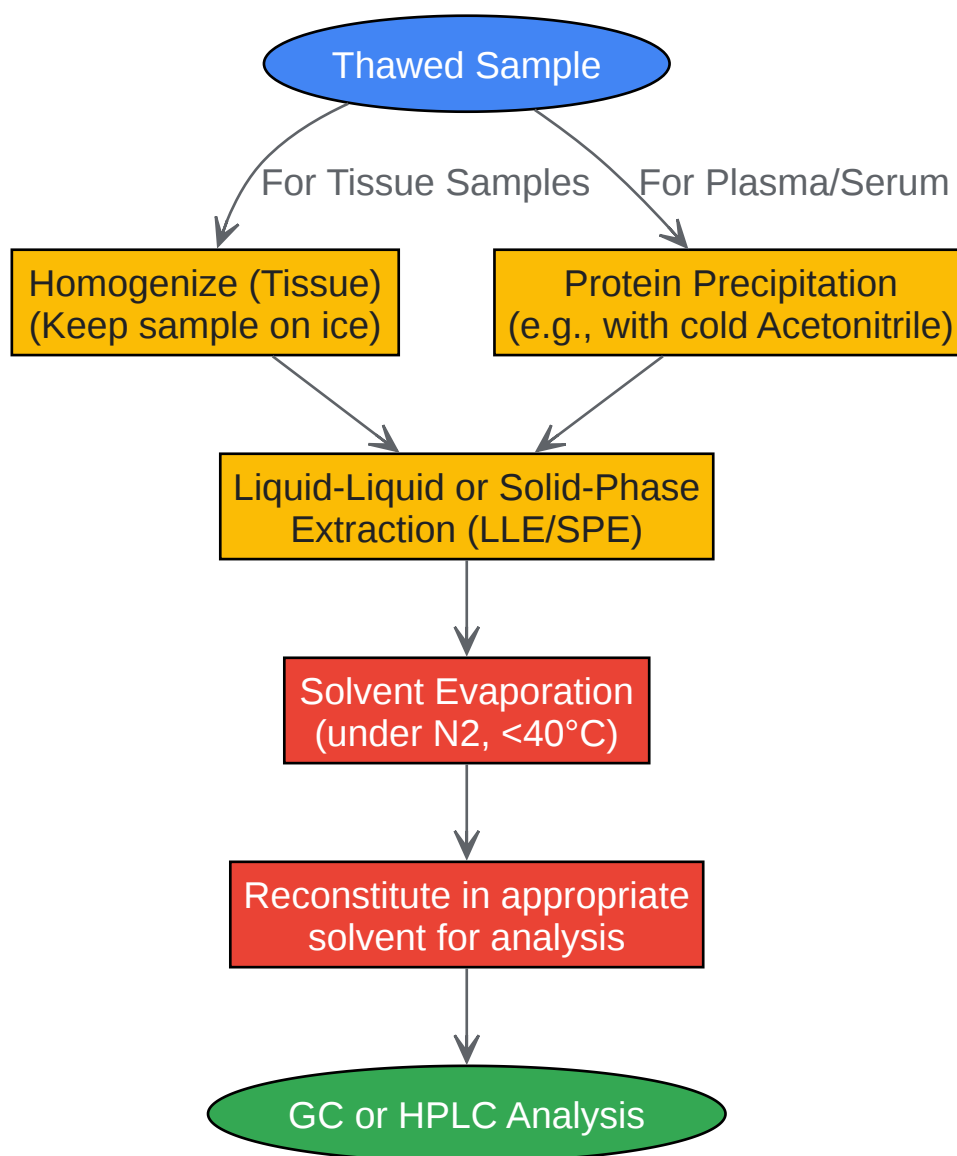 Thawed Sample
For Tissue Samples
For Plasma/Serum
Homogenize (Tissue)
(Keep sample on ice)
Protein Precipitation
(e.g., with cold Acetonitrile)
Liquid-Liquid or Solid-Phase
Extraction (LLE/SPE)
Solvent Evaporation
(under N2, <40°C)
Reconstitute in appropriate
solvent for analysis
GC or HPLC Analysis